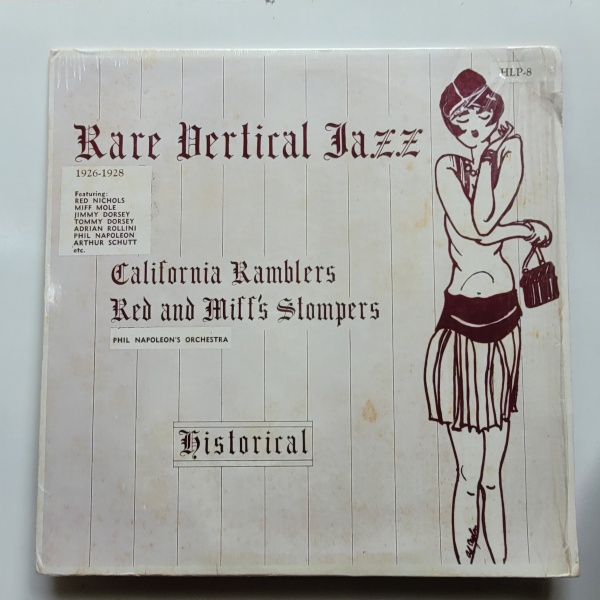 HLP-8
Rare Vertical Jazz
1926-1928
Featuring:
RED NICHOLS
MIFF MOLE
JIMMY DORSEY
TOMMY DORSEY
ADRIAN ROLLINI
PHIL NAPOLEON
ARTHUR SCHUTT
etc.
California Ramblers
Red and Miff's Stompers
PHIL NAPOLEON'S ORCHESTRA
Historical